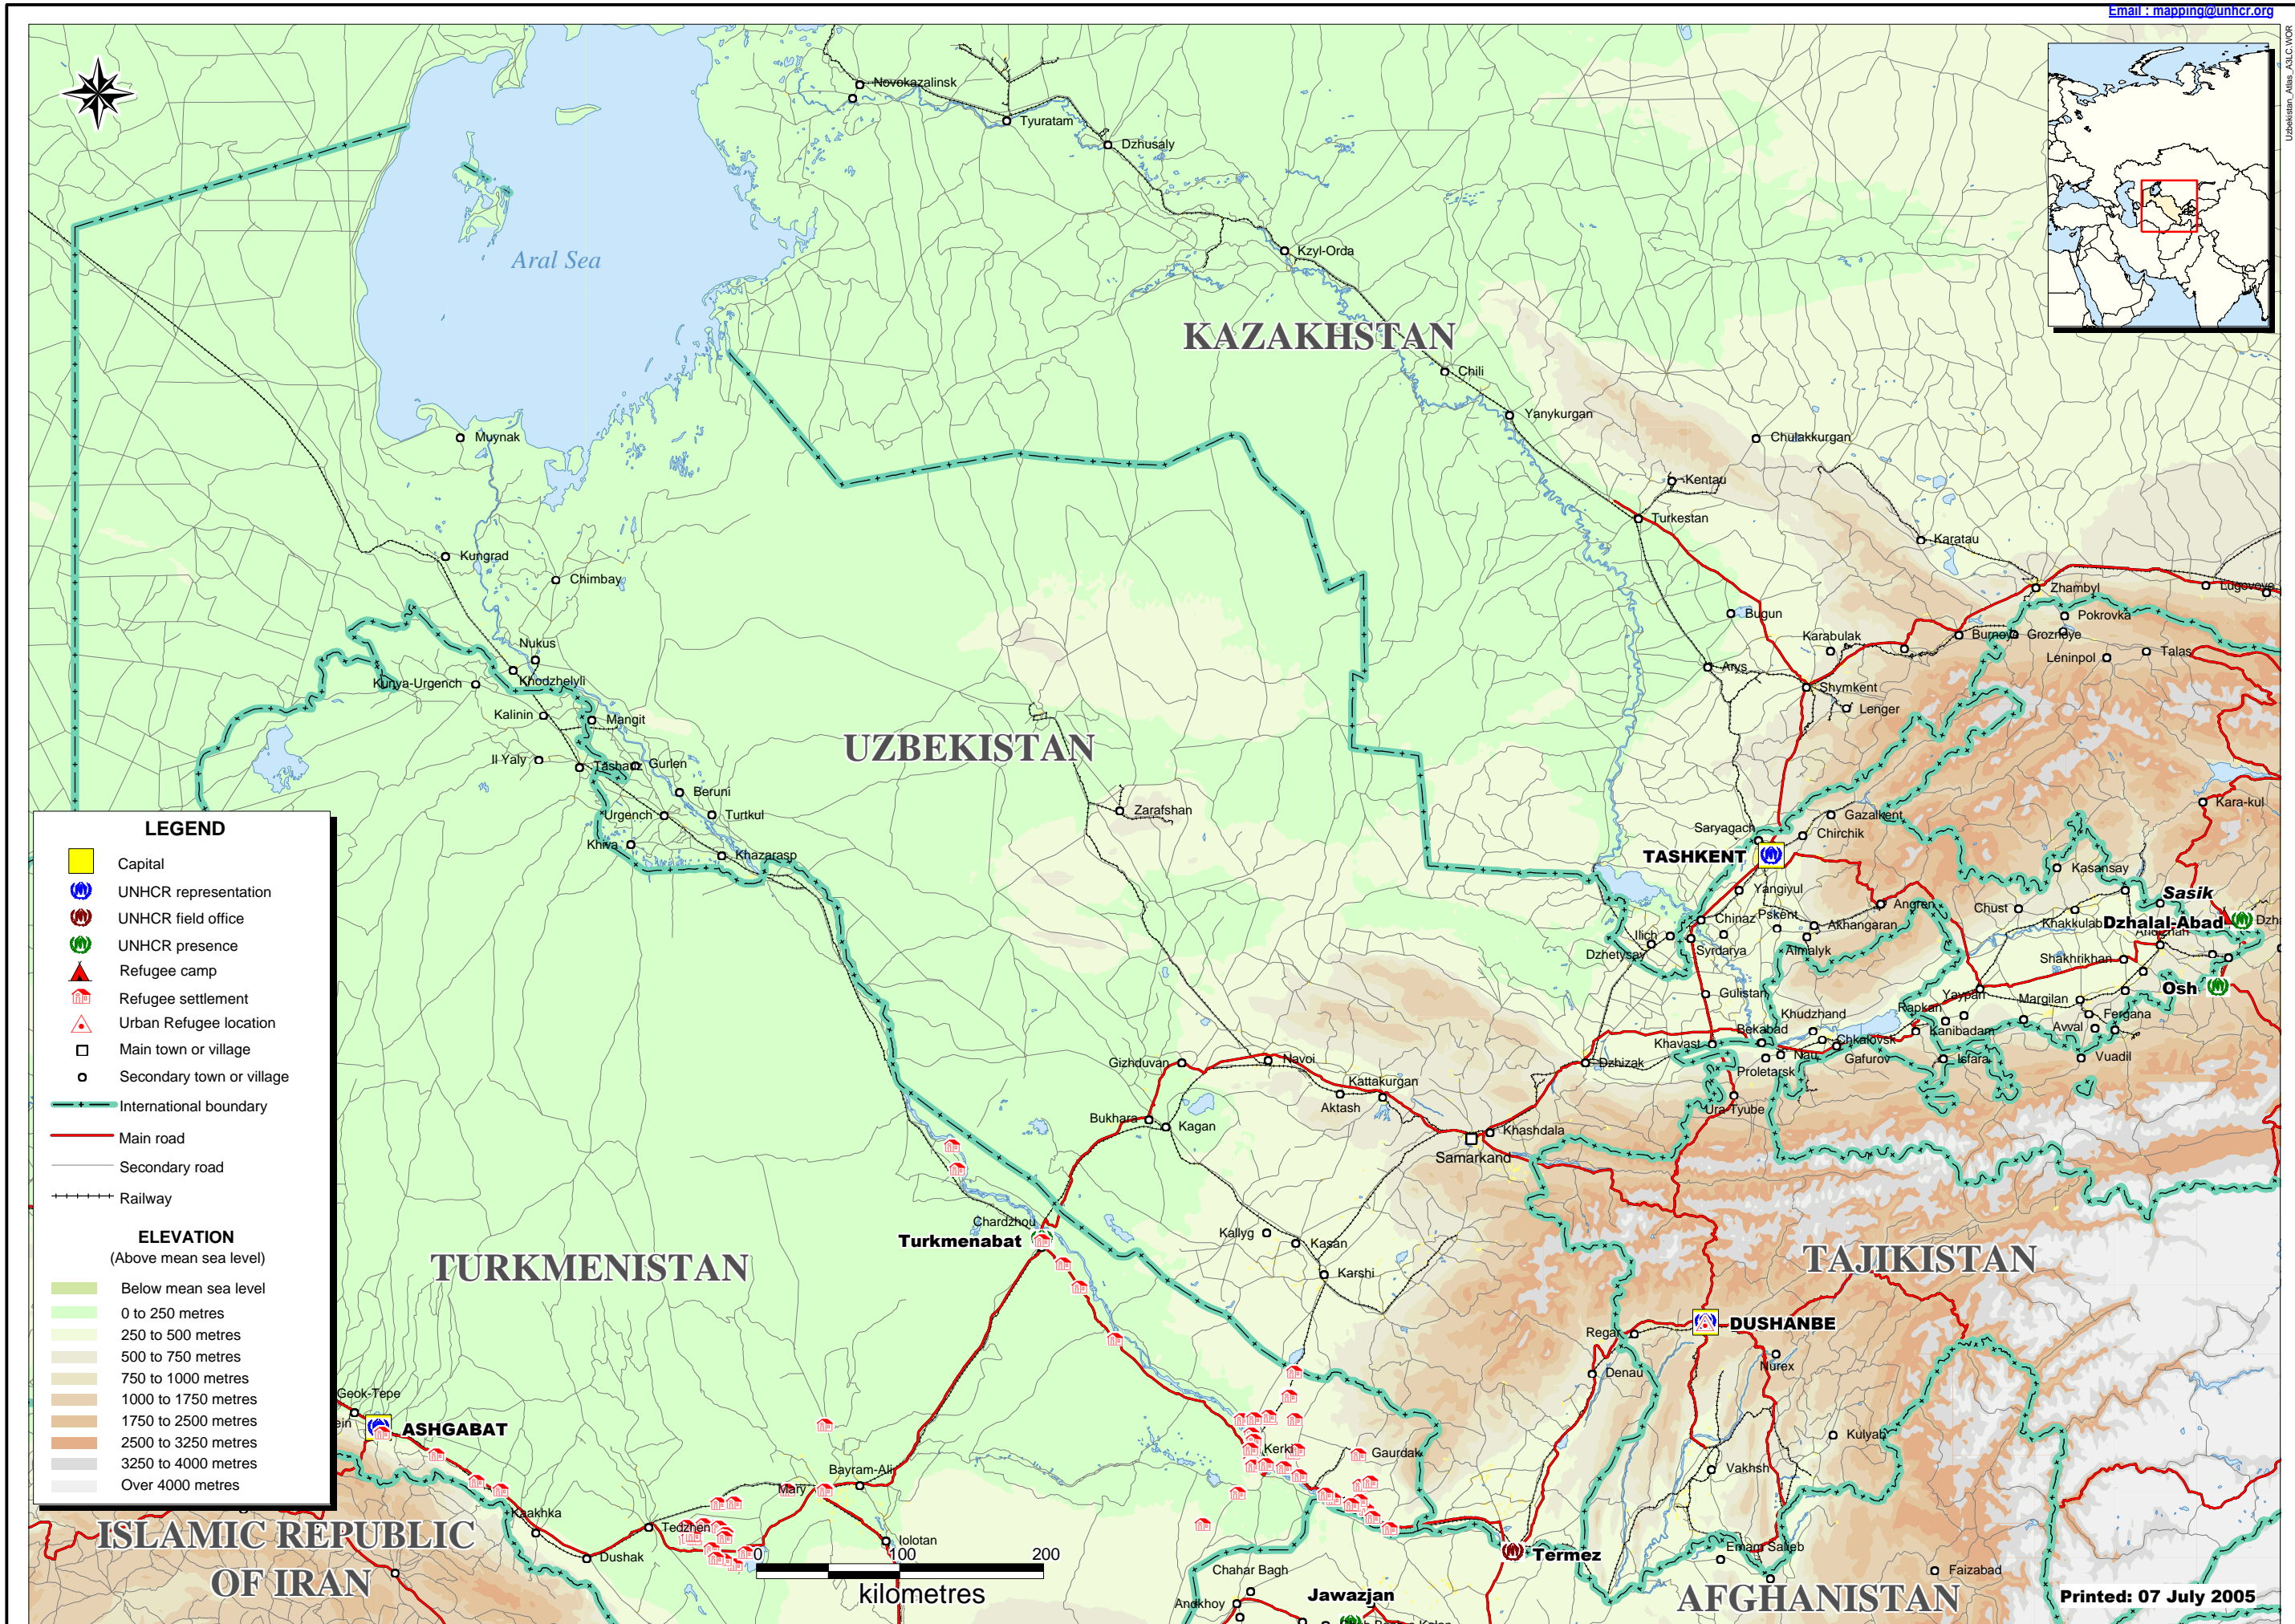 Email : mapping@unhcr.org
Uzbekistan_Atlas_A3LC.WOR
Novokazalinsk
Tyuratam
Dzhusaly
Aral Sea
Kzyl-Orda
KAZAKHSTAN
Chili
Yanykurgan
Muynak
Chulakkurgan
Kentau
Turkestan
Karatau
Kungrad
Chimbay
Zhambyl
Lugovoye
Bugun
Pokrovka
Karabulak
Burnoye
Groznoye
Nukus
Leninpol
Talas
Arys
Kunya-Urgench
Khodzhelyli
Shymkent
Kalinin
Mangit
Lenger
UZBEKISTAN
Il Yaly
Tashauz
Gurlen
Beruni
Kara-kul
Urgench
Turtkul
Zarafshan
Gazalkent
Saryagach
Chirchik
Khiva
Khazarasp
TASHKENT
Kasansay
Yangiyul
Sasik
Angren
Chust
Chinaz
Pskent
Akhangaran
Khakkulab
Dzhalal-Abad
Ilich
Dzhetysay
Syrdarya
Almalyk
Andizhan
Shakhrikhan
Osh
Gulistan
Yaypan
Margilan
Rapkan
Khudzhand
Fergana
Bekabad
Kanibadam
Avval
Khavast
Chkalovsk
Nau
Gafurov
Isfara
Vuadil
Proletarsk
Gizhduvan
Navoi
Dzhizak
Kattakurgan
Aktash
Ura-Tyube
Bukhara
Kagan
Khashdala
Samarkand
Chardzhou
Turkmenabat
Kallyg
Kasan
Karshi
TURKMENISTAN
TAJIKISTAN
DUSHANBE
Regar
Nurex
Denau
Geok-Tepe
ein
ASHGABAT
Kerki
Gaurdak
Kulyab
Vakhsh
Bayram-Ali
Mary
Kaakhka
Tedzhen
Iolotan
Dushak
ISLAMIC REPUBLIC
OF IRAN
Termez
Emam Saheb
Faizabad
Chahar Bagh
Andkhoy
Jawazjan
AFGHANISTAN
0 100 200
kilometres
Printed: 07 July 2005
LEGEND
Capital
UNHCR representation
UNHCR field office
UNHCR presence
Refugee camp
Refugee settlement
Urban Refugee location
Main town or village
Secondary town or village
International boundary
Main road
Secondary road
Railway
ELEVATION
(Above mean sea level)
Below mean sea level
0 to 250 metres
250 to 500 metres
500 to 750 metres
750 to 1000 metres
1000 to 1750 metres
1750 to 2500 metres
2500 to 3250 metres
3250 to 4000 metres
Over 4000 metres